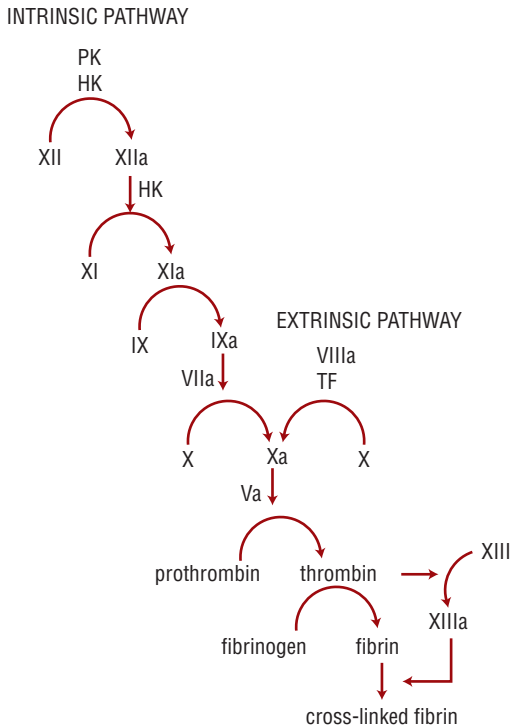 INTRINSIC PATHWAY
PK
HK
XII
XIIa
HK
XI
XIa
IX
IXa
EXTRINSIC PATHWAY
VIIIa
TF
VIIa
X
Xa
X
Va
prothrombin
thrombin
XIII
fibrinogen
fibrin
XIIIa
cross-linked fibrin